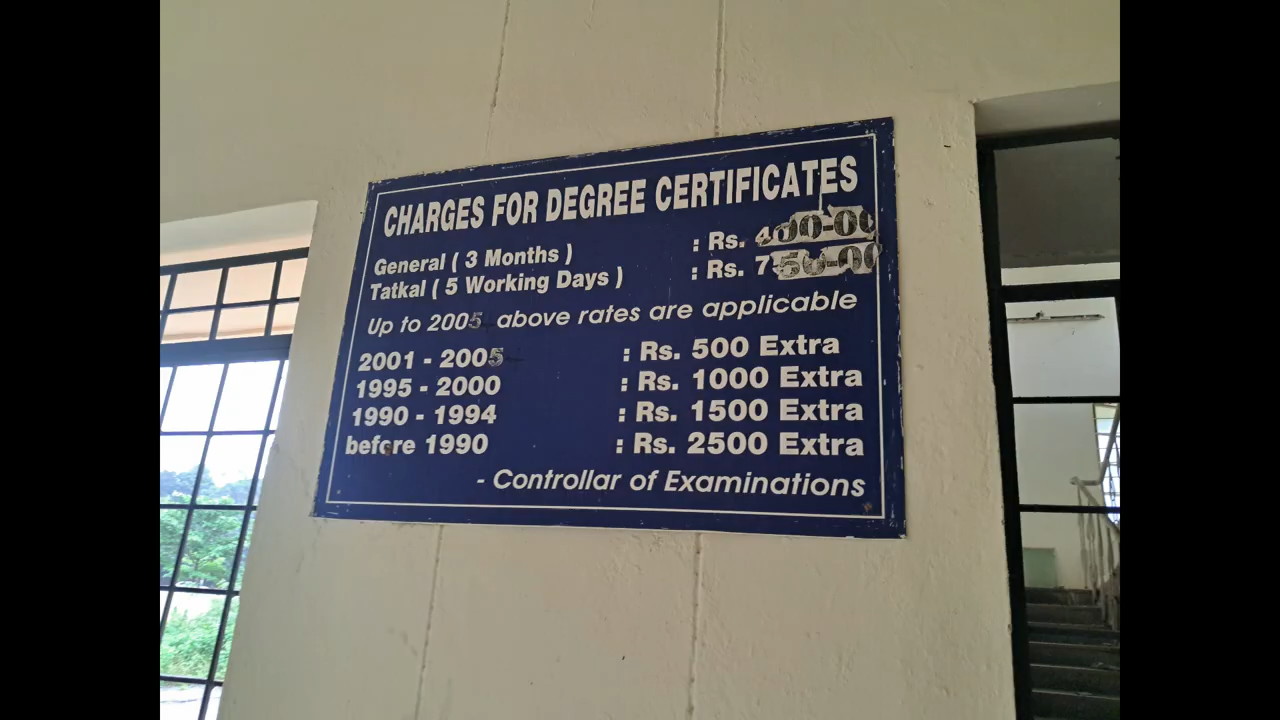 CHARGES FOR DEGREE CERTIFICATES
General ( 3 Months ) : Rs. 400-00
Tatkal ( 5 Working Days ) : Rs. 750-00
Up to 2005 above rates are applicable
2001 - 2005 : Rs. 500 Extra
1995 - 2000 : Rs. 1000 Extra
1990 - 1994 : Rs. 1500 Extra
before 1990 : Rs. 2500 Extra
- Controllar of Examinations